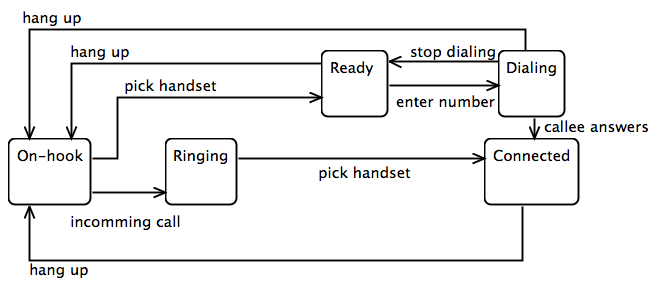 hang up
hang up
stop dialing
Ready
Dialing
pick handset
enter number
callee answers
On-hook
Ringing
Connected
pick handset
incomming call
hang up